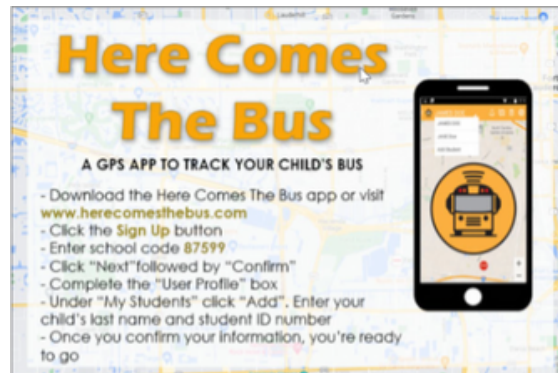 Lauderhill
Here Comes
The Bus
A GPS APP TO TRACK YOUR CHILD'S BUS
- Download the Here Comes The Bus app or visit
www.herecomesthebus.com
- Click the Sign Up button
- Enter school code 87599
- Click "Next"followed by "Confirm"
- Complete the "User Profile" box
- Under "My Students" click "Add". Enter your
child's last name and student ID number
- Once you confirm your information, you're ready
to go